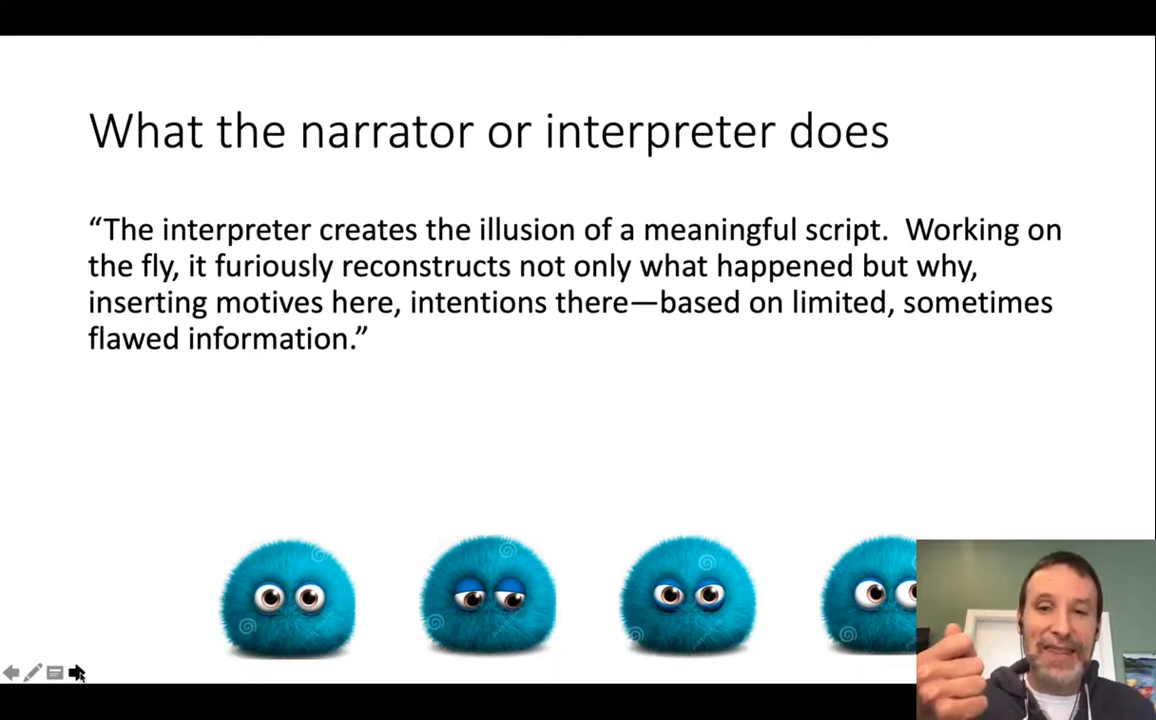 What the narrator or interpreter does
“The interpreter creates the illusion of a meaningful script.  Working on
the fly, it furiously reconstructs not only what happened but why,
inserting motives here, intentions there—based on limited, sometimes
flawed information.”